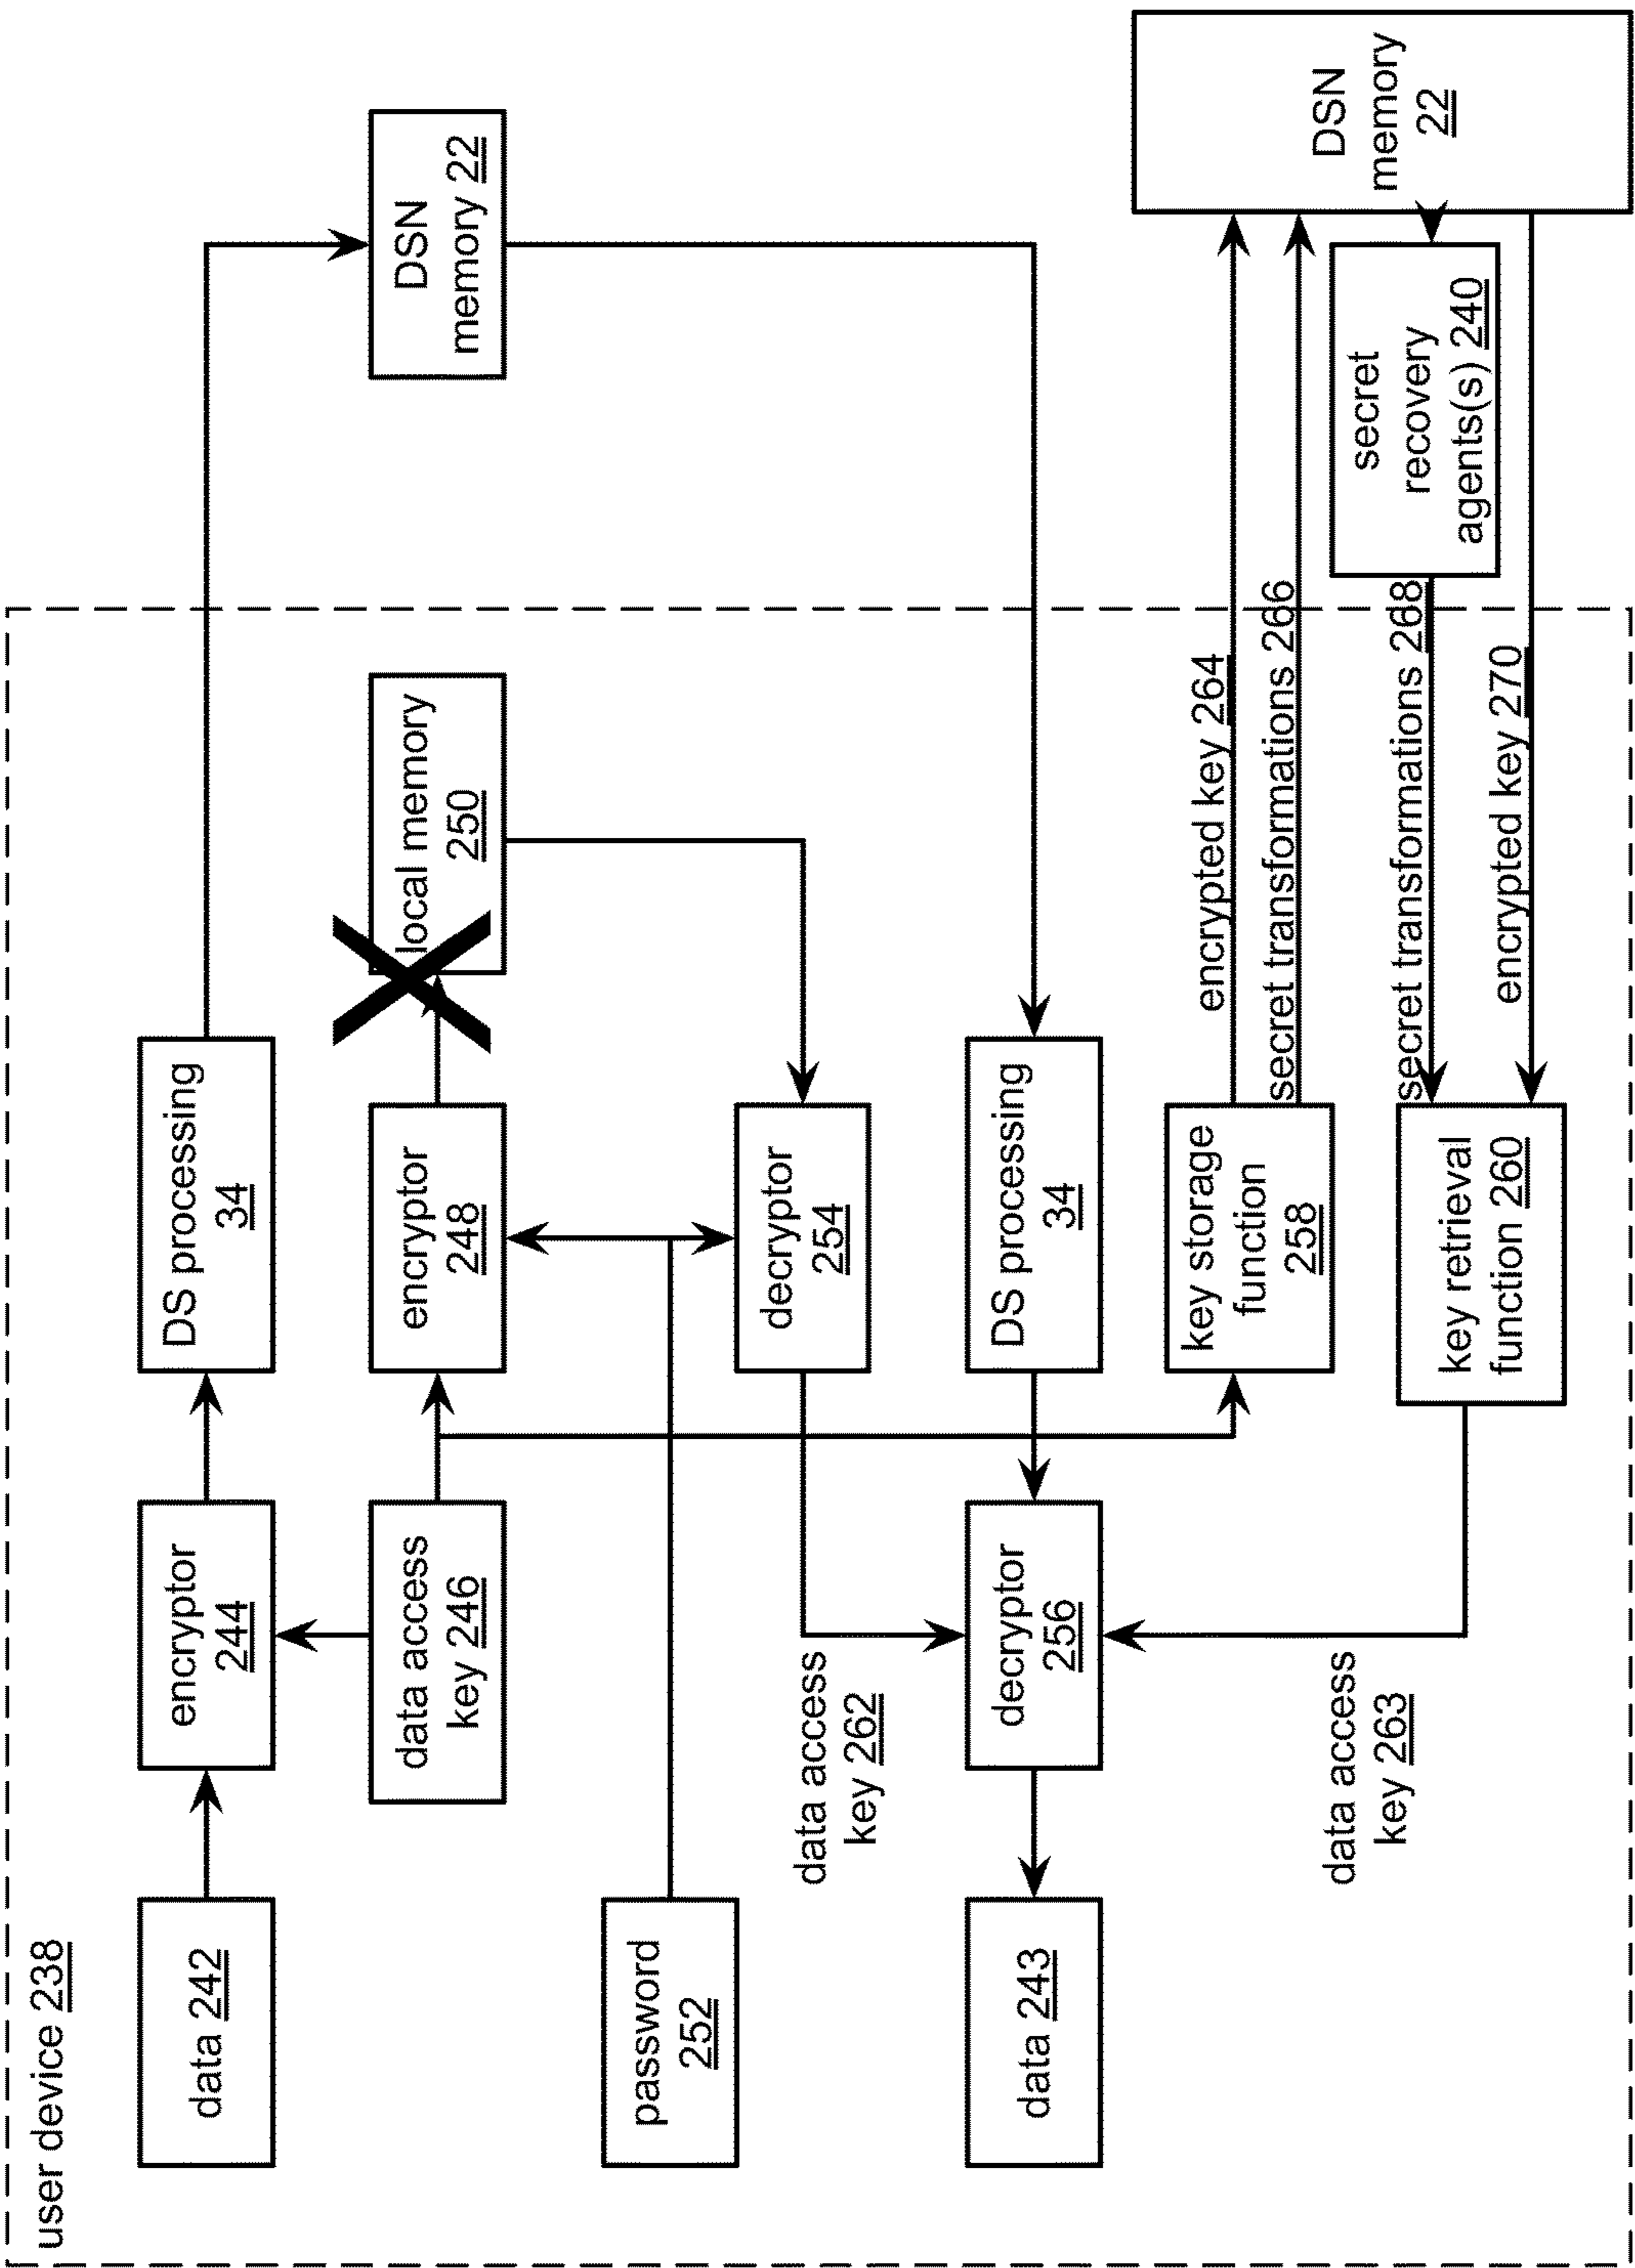 user device 238
data 242
encryptor
244
DS processing
34
data access
key 246
encryptor
248
local memory
250
DSN
memory 22
password
252
decryptor
254
data access
key 262
data 243
decryptor
256
DS processing
34
data access
key 263
key storage
function
258
encrypted key 264
secret transformations 266
key retrieval
function 260
secret transformations 268
encrypted key 270
secret
recovery
agents(s) 240
DSN
memory
22